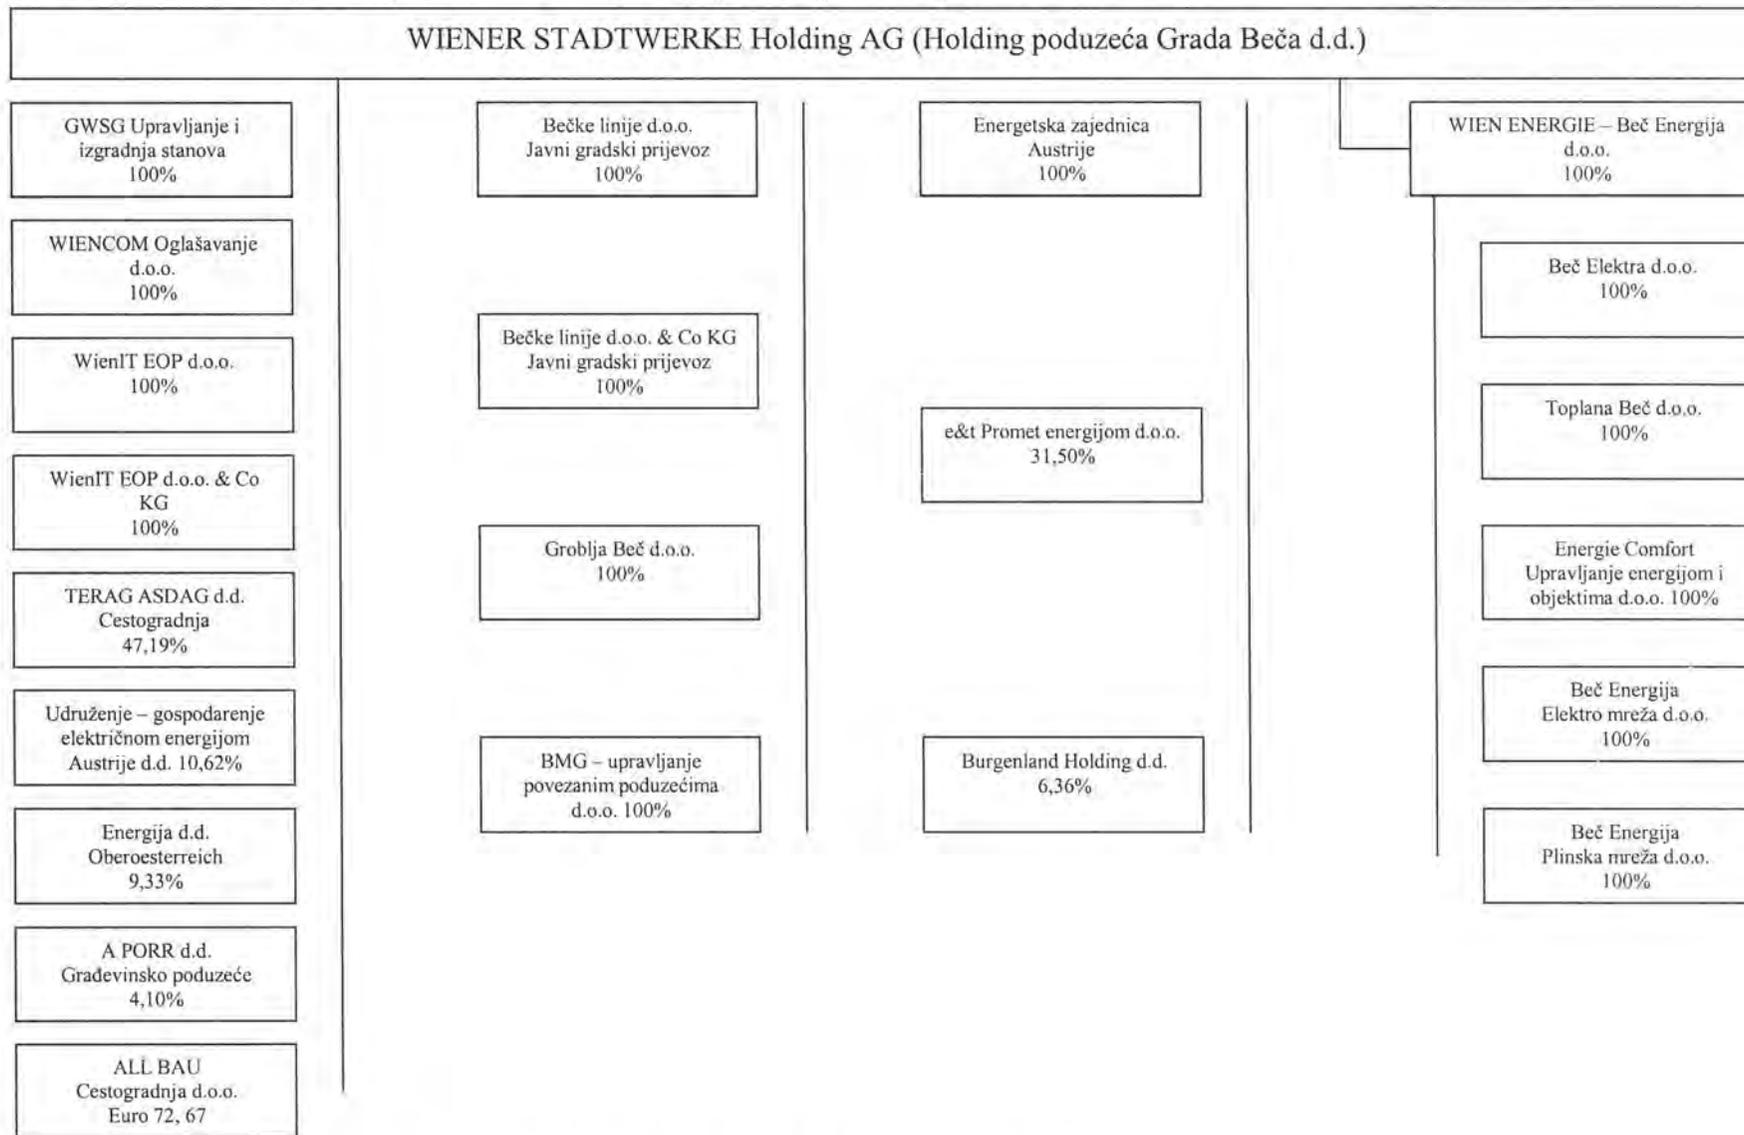 WIENER STADTWERKE Holding AG (Holding poduzeća Grada Beča d.d.)
GWSG Upravljanje i
izgradnja stanova
100%
WIENCOM Oglašavanje
d.o.o.
100%
WienIT EOP d.o.o.
100%
WienIT EOP d.o.o. & Co
KG
100%
TERAG ASDAG d.d.
Cestogradnja
47,19%
Udruženje – gospodarenje
električnom energijom
Austrije d.d. 10,62%
Energija d.d.
Oberoesterreich
9,33%
A PORR d.d.
Građevinsko poduzeće
4,10%
ALL BAU
Cestogradnja d.o.o.
Euro 72, 67
Bečke linije d.o.o.
Javni gradski prijevoz
100%
Bečke linije d.o.o. & Co KG
Javni gradski prijevoz
100%
Groblja Beč d.o.o.
100%
BMG – upravljanje
povezanim poduzećima
d.o.o. 100%
Energetska zajednica
Austrije
100%
e&t Promet energijom d.o.o.
31,50%
Burgenland Holding d.d.
6,36%
WIEN ENERGIE – Beč Energija
d.o.o.
100%
Beč Elektra d.o.o.
100%
Toplana Beč d.o.o.
100%
Energie Comfort
Upravljanje energijom i
objektima d.o.o. 100%
Beč Energija
Elektro mreža d.o.o.
100%
Beč Energija
Plinska mreža d.o.o.
100%